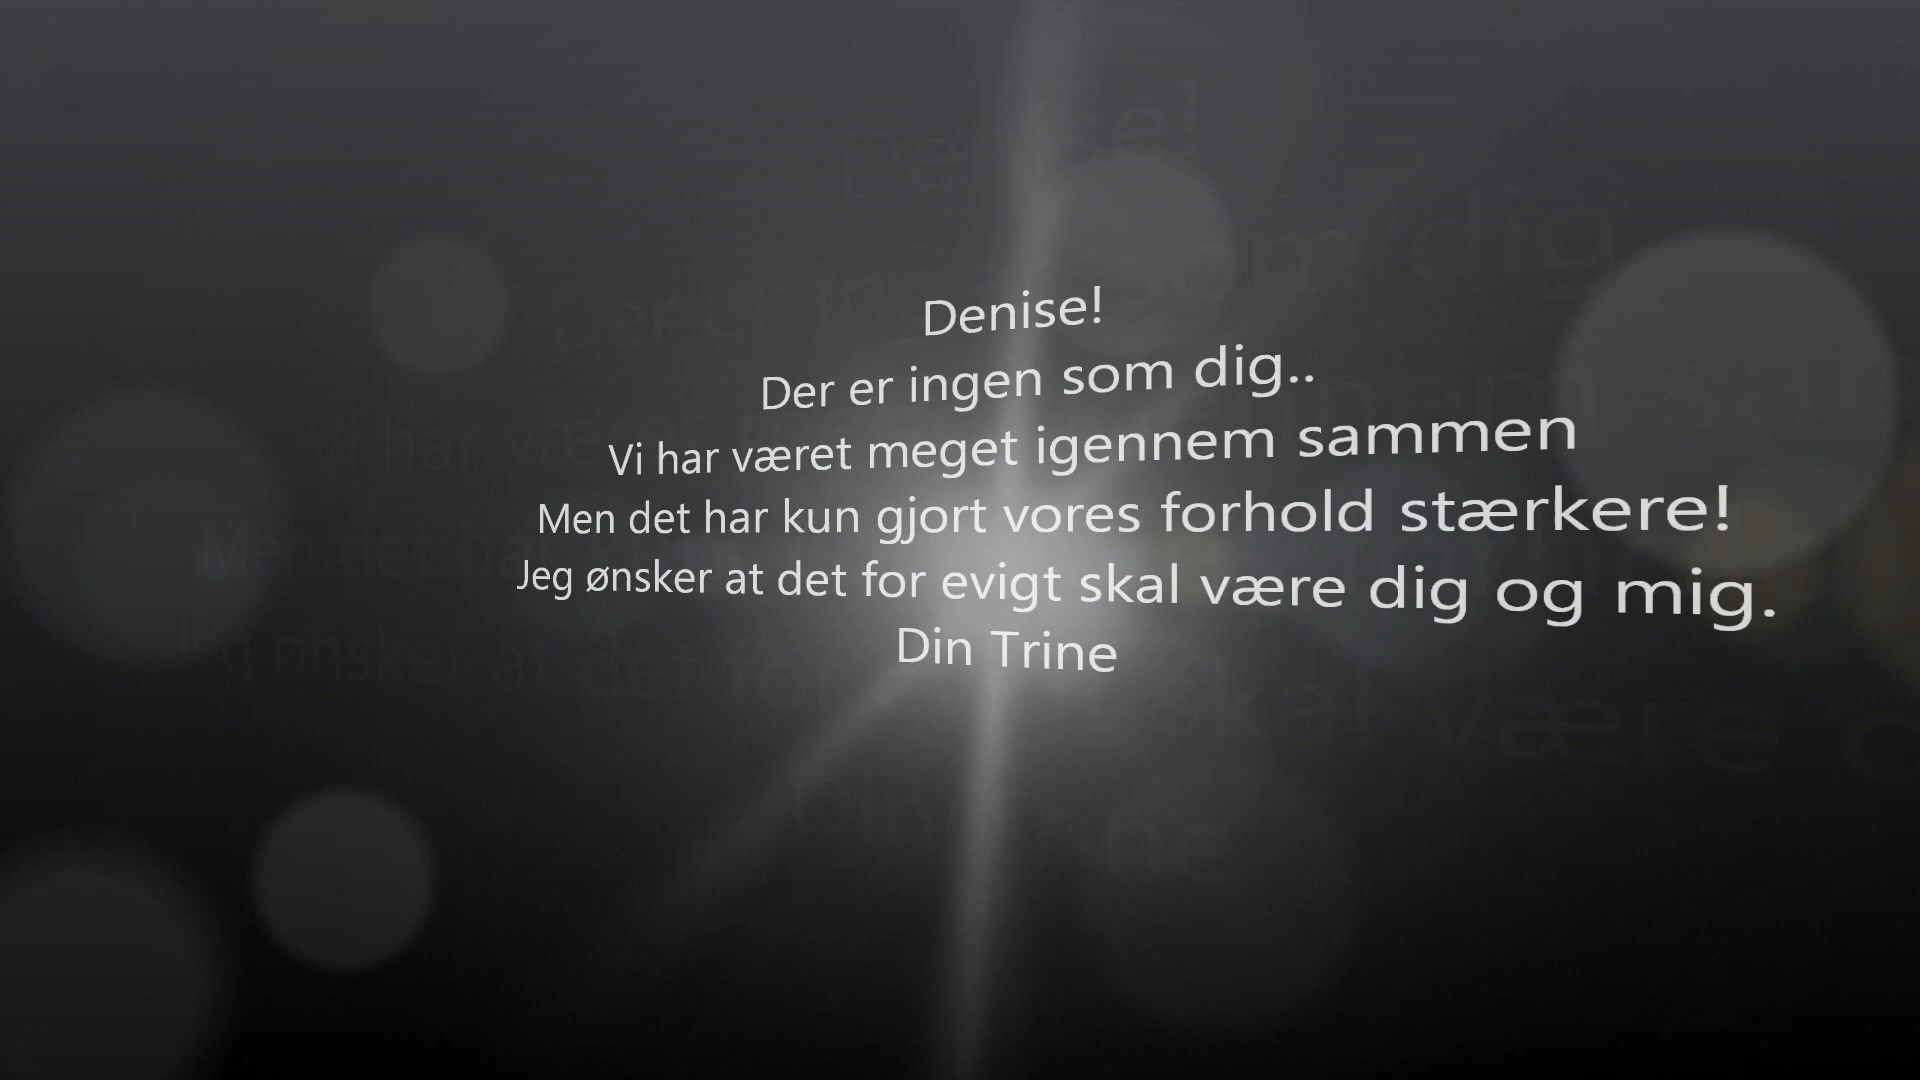 Denise!
Der er ingen som dig..
Vi har været meget igennem sammen
Men det har kun gjort vores forhold stærkere!
Jeg ønsker at det for evigt skal være dig og mig.
Din Trine